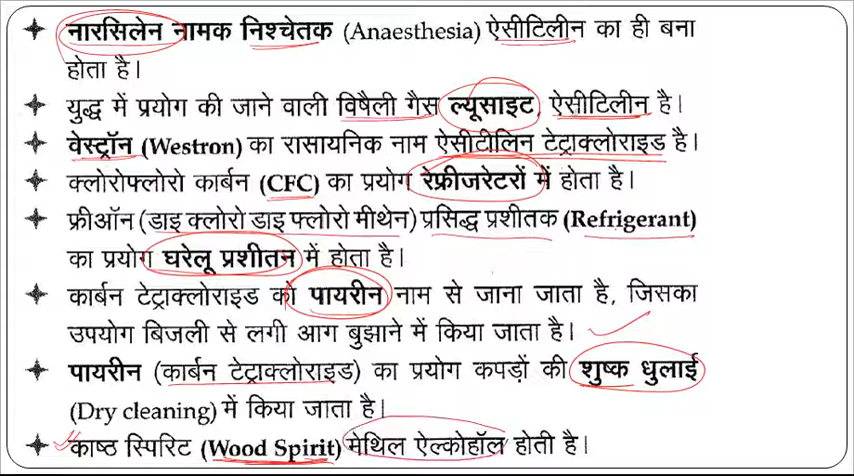 नारसिलेन नामक निश्चेतक (Anaesthesia) ऐसीटिलीन का ही बना
होता है।
युद्ध में प्रयोग की जाने वाली विषैली गैस ल्यूसाइट, ऐसीटिलीन है।
वेस्ट्रॉन (Westron) का रासायनिक नाम ऐसीटीलिन टेट्राक्लोराइड है।
क्लोरोफ्लोरो कार्बन (CFC) का प्रयोग रेफ्रीजरेटरों में होता है।
फ्रीऑन (डाइ क्लोरो डाइ फ्लोरो मीथेन) प्रसिद्ध प्रशीतक (Refrigerant)
का प्रयोग घरेलू प्रशीतन में होता है।
कार्बन टेट्राक्लोराइड को पायरीन नाम से जाना जाता है, जिसका
उपयोग बिजली से लगी आग बुझाने में किया जाता है।
पायरीन (कार्बन टेट्राक्लोराइड) का प्रयोग कपड़ों की शुष्क धुलाई
(Dry cleaning) में किया जाता है।
काष्ठ स्पिरिट (Wood Spirit) मेथिल ऐल्कोहॉल होती है।